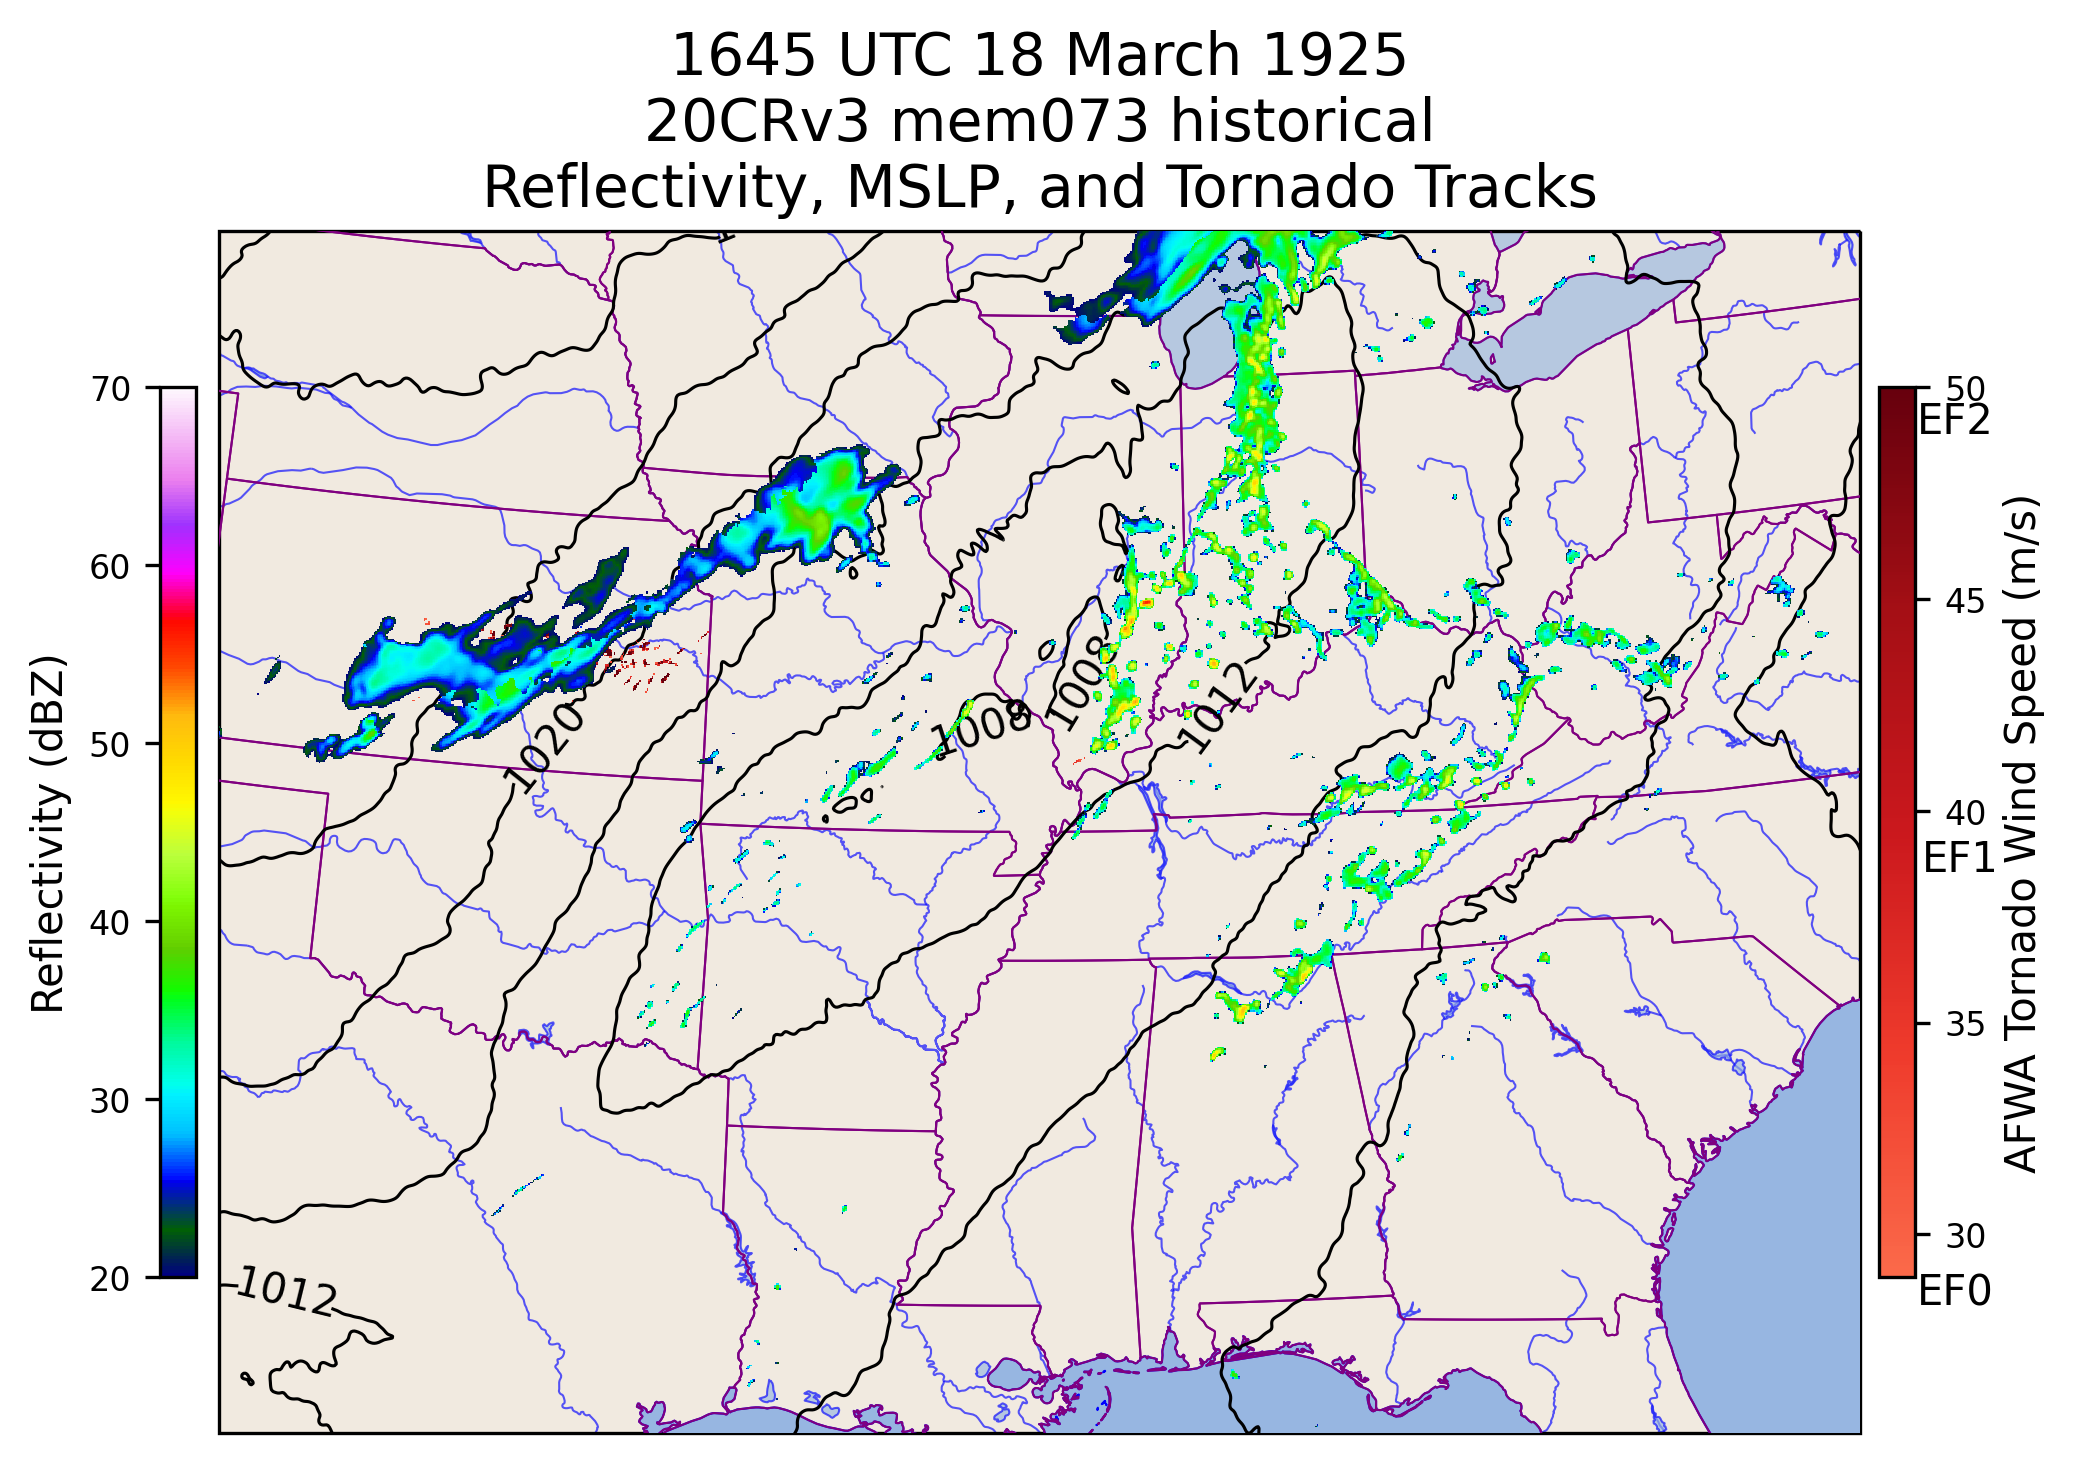 1645 UTC 18 March 1925
20CRv3 mem073 historical
Reflectivity, MSLP, and Tornado Tracks
Reflectivity (dBZ)
70
60
50
40
30
20
1008
1008
1012
1020
1012
50
EF2
45
40
EF1
35
30
EF0
AFWA Tornado Wind Speed (m/s)